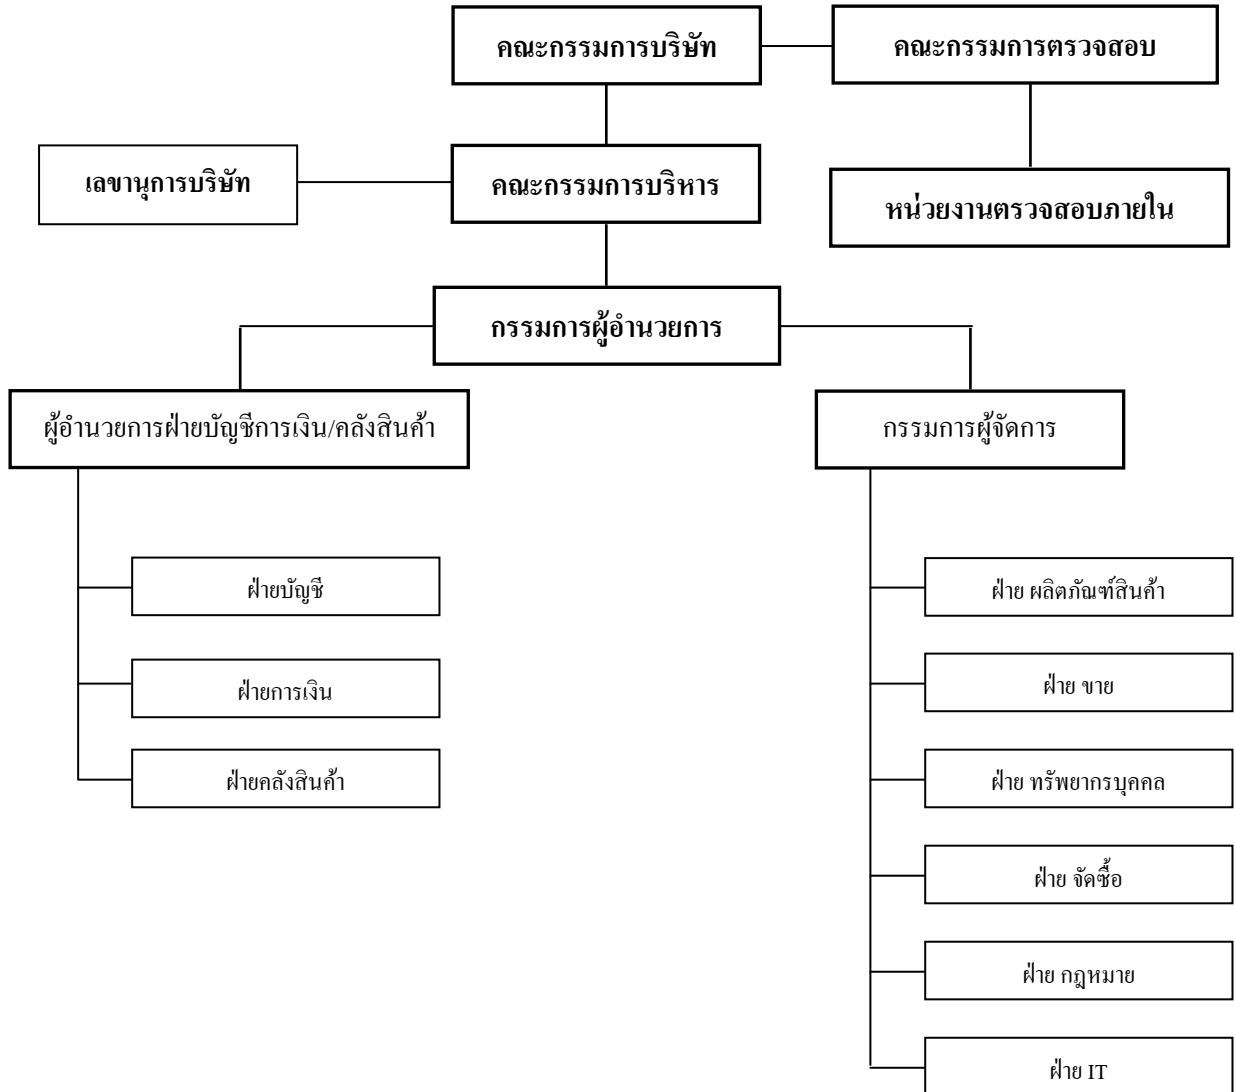 คณะกรรมการบริษัท
คณะกรรมการตรวจสอบ
เลขานุการบริษัท
คณะกรรมการบริหาร
หน่วยงานตรวจสอบภายใน
กรรมการผู้อำนวยการ
ผู้อำนวยการฝ่ายบัญชีการเงิน/คลังสินค้า
กรรมการผู้จัดการ
ฝ่ายบัญชี
ฝ่ายการเงิน
ฝ่ายคลังสินค้า
ฝ่าย ผลิตภัณฑ์สินค้า
ฝ่าย ขาย
ฝ่าย ทรัพยากรบุคคล
ฝ่าย จัดซื้อ
ฝ่าย กฎหมาย
ฝ่าย IT